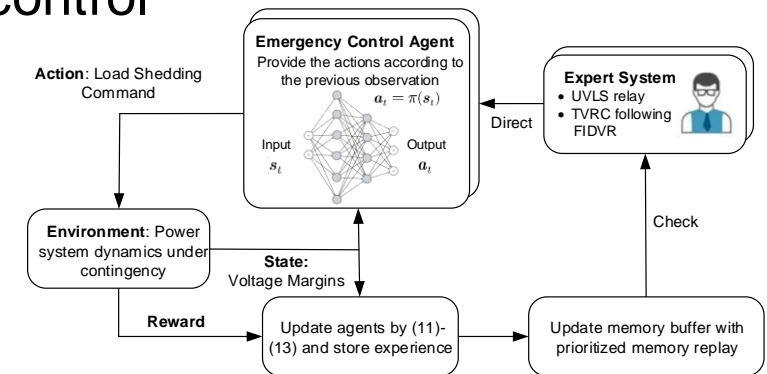 control
Emergency Control Agent
Provide the actions according to
the previous observation
a_t = π(s_t)
Input
s_t
Output
a_t
Action: Load Shedding
Command
Expert System
• UVLS relay
• TVRC following
FIDVR
Direct
Check
Environment: Power
system dynamics under
contingency
State:
Voltage Margins
Reward
Update agents by (11)-
(13) and store experience
Update memory buffer with
prioritized memory replay